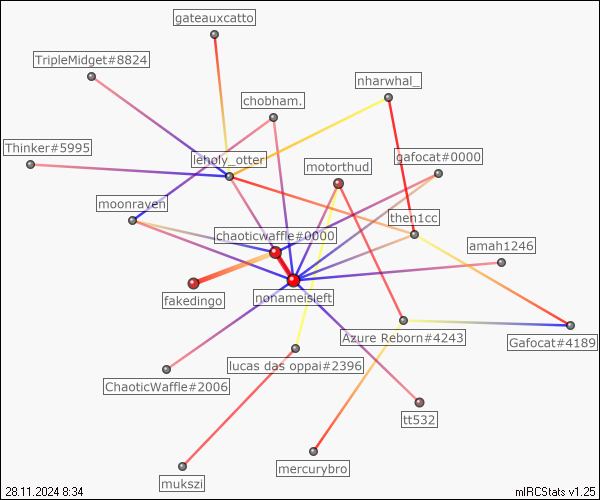 gateauxcatto
TripleMidget#8824
nharwhal_
chobham.
Thinker#5995
leholy_otter
gafocat#0000
motorthud
moonraven
then1cc
chaoticwaffle#0000
amah1246
fakedingo
nonameisleft
Azure Reborn#4243
Gafocat#4189
lucas das oppai#2396
ChaoticWaffle#2006
tt532
mercurybro
mukszi
28.11.2024 8:34
mIRCStats v1.25